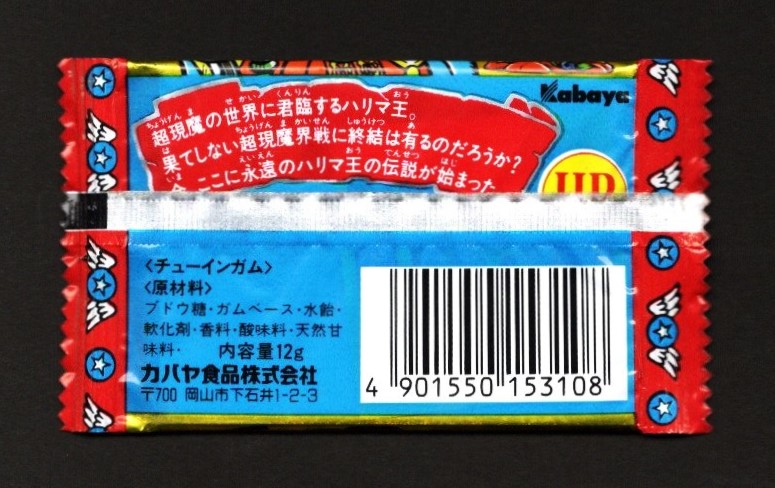 Kabaya
超現魔の世界に君臨するハリマ王。
果てしない超現魔界戦に終結は有るのだろうか?
今、ここに永遠のハリマ王の伝説が始まった
HP
〈チューインガム〉
〈原材料〉
ブドウ糖・ガムベース・水飴・
軟化剤・香料・酸味料・天然甘
味料・ 内容量12g
カバヤ食品株式会社
〒700 岡山市下石井1-2-3
4 901550 153108